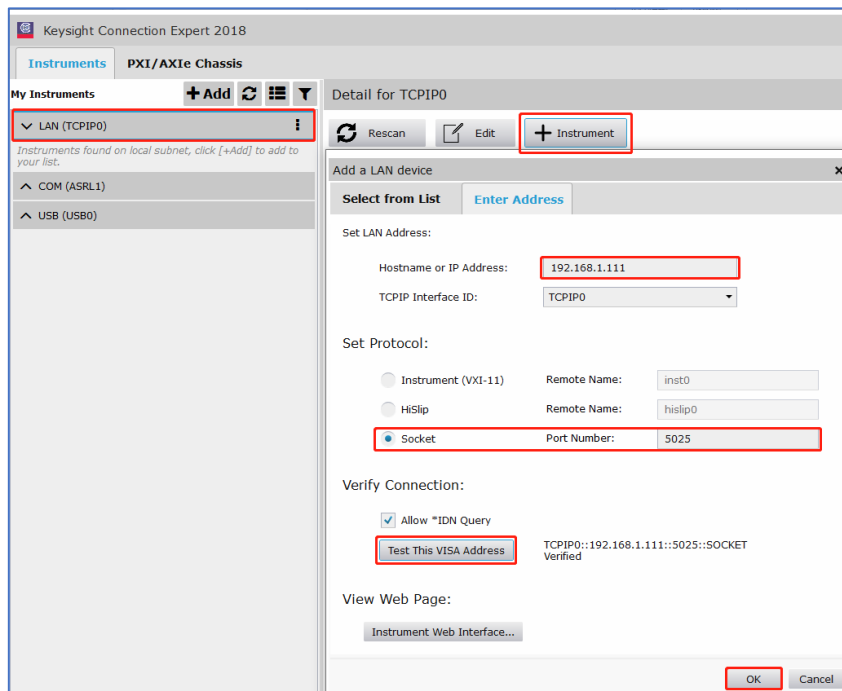 Keysight Connection Expert 2018
Instruments PXI/AXIe Chassis
My Instruments + Add
LAN (TCPIP0)
Instruments found on local subnet, click [+Add] to add to
your list.
COM (ASRL1)
USB (USB0)
Detail for TCPIP0
Rescan Edit + Instrument
Add a LAN device x
Select from List Enter Address
Set LAN Address:
Hostname or IP Address: 192.168.1.111
TCPIP Interface ID: TCPIP0
Set Protocol:
Instrument (VXI-11) Remote Name: inst0
HiSlip Remote Name: hislip0
Socket Port Number: 5025
Verify Connection:
Allow *IDN Query
Test This VISA Address TCPIP0::192.168.1.111::5025::SOCKET
Verified
View Web Page:
Instrument Web Interface...
OK Cancel